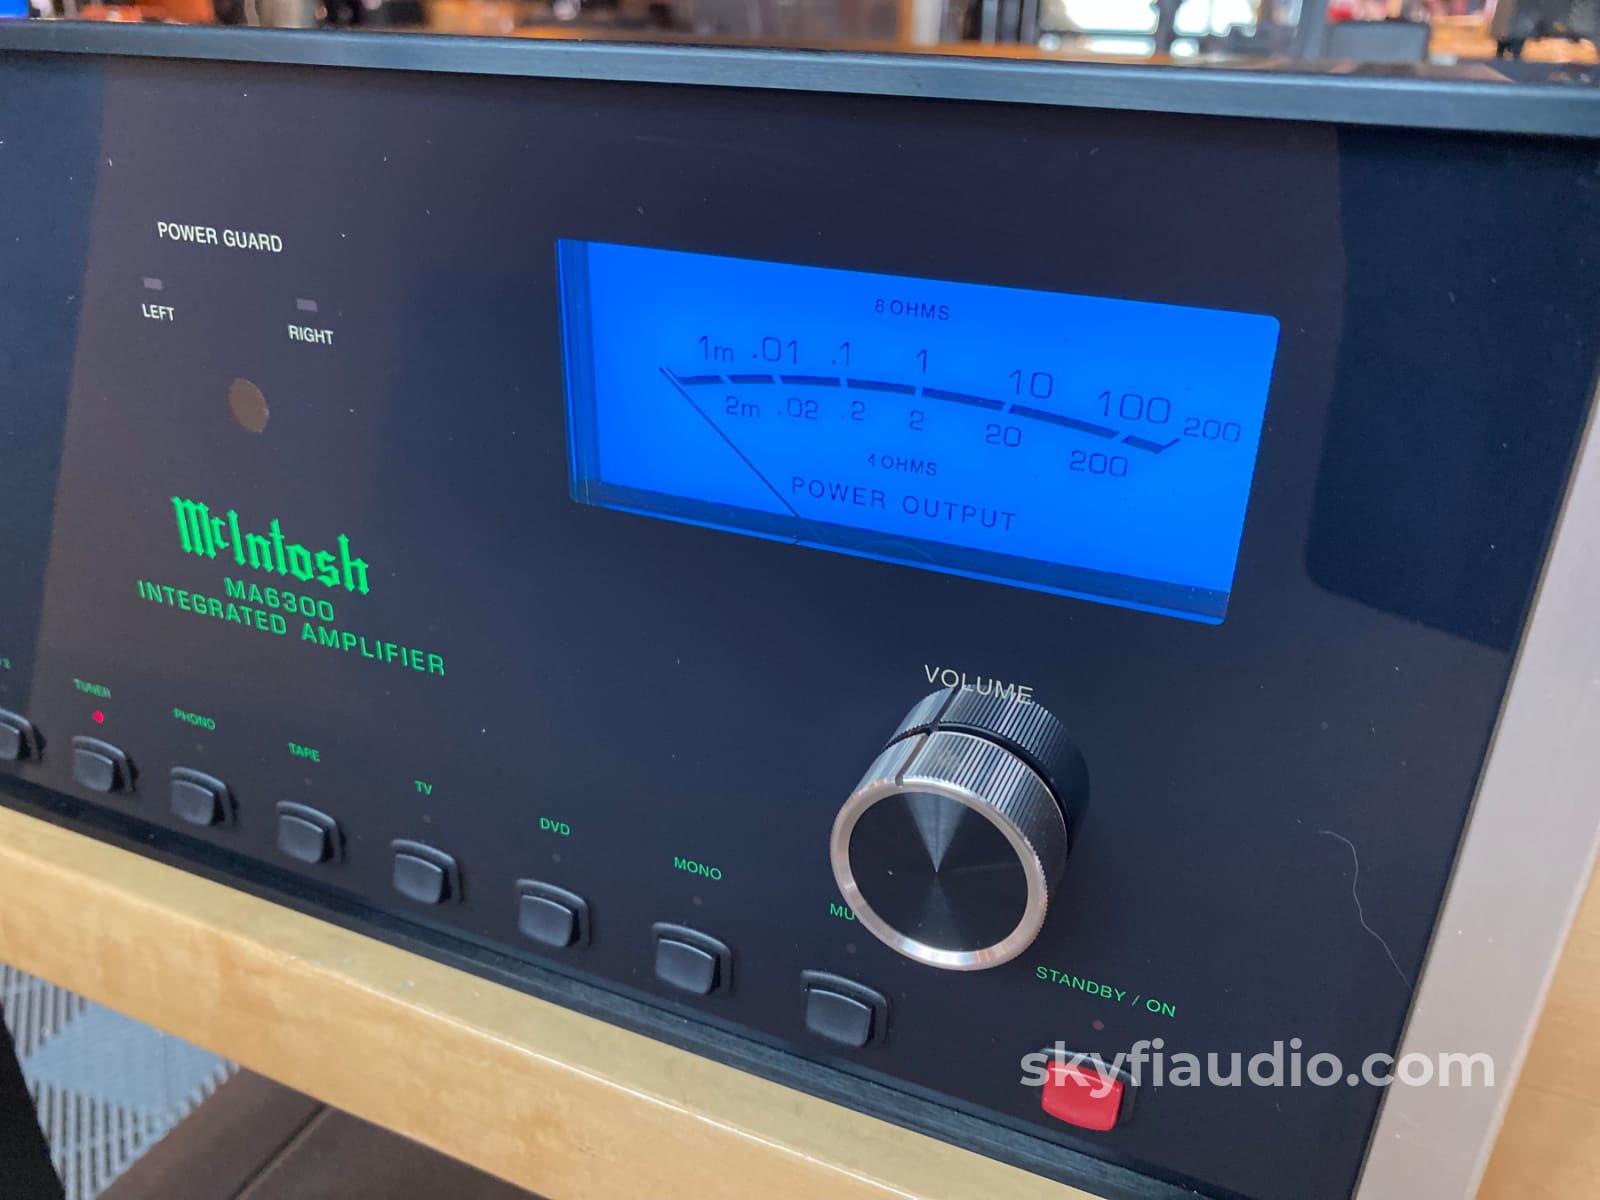 POWER GUARD
LEFT
RIGHT
8 OHMS
1m .01 .1 1 10 100 200
2m .02 .2 2 20 200
4 OHMS
POWER OUTPUT
McIntosh
MA6300
INTEGRATED AMPLIFIER
VOLUME
2
TUNER
PHONO
TAPE
TV
DVD
MONO
MU
STANDBY / ON
skyfiaudio.com